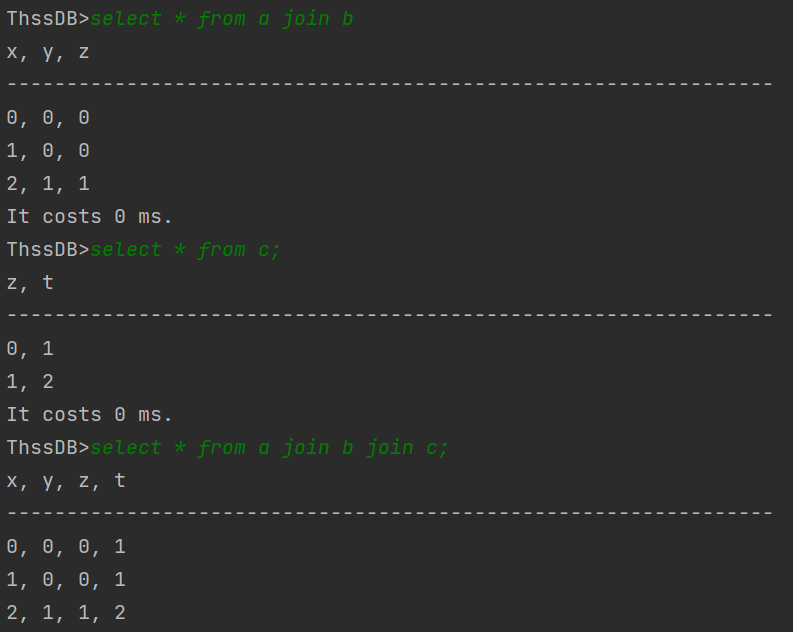 ThssDB>select * from a join b
x, y, z
----------------------------------------------------------------
0, 0, 0
1, 0, 0
2, 1, 1
It costs 0 ms.
ThssDB>select * from c;
z, t
----------------------------------------------------------------
0, 1
1, 2
It costs 0 ms.
ThssDB>select * from a join b join c;
x, y, z, t
----------------------------------------------------------------
0, 0, 0, 1
1, 0, 0, 1
2, 1, 1, 2